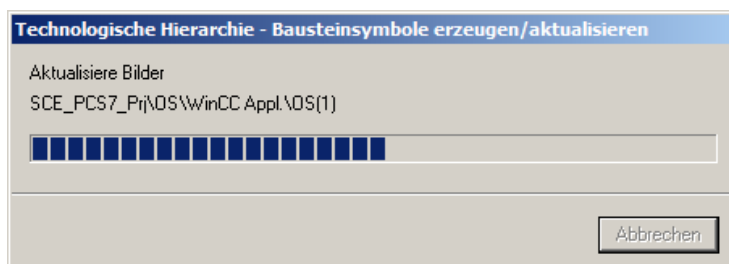 Technologische Hierarchie - Bausteinsymbole erzeugen/aktualisieren
Aktualisiere Bilder
SCE_PCS7_Prj\OS\WinCC Appl.\OS(1)
Abbrechen